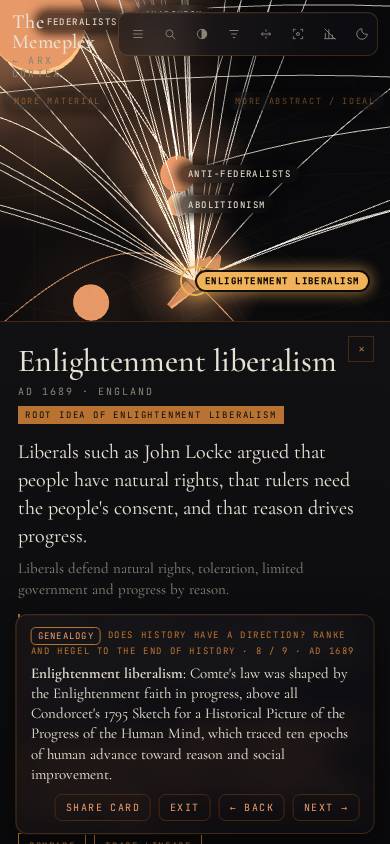 The
Memeplex
FEDERALISTS
← ARX
MORE MATERIAL
MORE ABSTRACT / IDEAL
ANTI-FEDERALISTS
ABOLITIONISM
ENLIGHTENMENT LIBERALISM
Enlightenment liberalism
×
AD 1689 · ENGLAND
ROOT IDEA OF ENLIGHTENMENT LIBERALISM
Liberals such as John Locke argued that
people have natural rights, that rulers need
the people's consent, and that reason drives
progress.
Liberals defend natural rights, toleration, limited
government and progress by reason.
GENEALOGY DOES HISTORY HAVE A DIRECTION? RANKE
AND HEGEL TO THE END OF HISTORY · 8 / 9 · AD 1689
Enlightenment liberalism: Comte's law was shaped by
the Enlightenment faith in progress, above all
Condorcet's 1795 Sketch for a Historical Picture of the
Progress of the Human Mind, which traced ten epochs
of human advance toward reason and social
improvement.
SHARE CARD EXIT ← BACK NEXT →